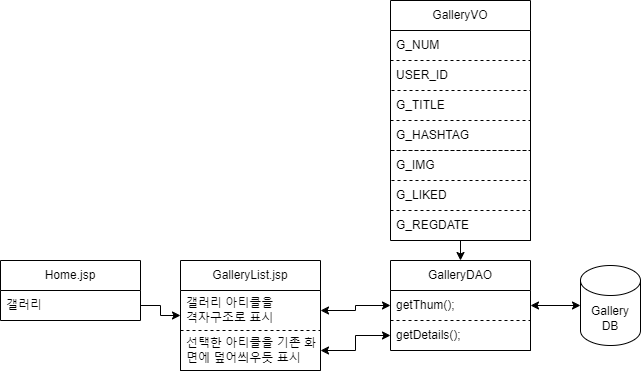 GalleryVO
G_NUM
USER_ID
G_TITLE
G_HASHTAG
G_IMG
G_LIKED
G_REGDATE
Home.jsp
갤러리
GalleryList.jsp
갤러리 아티클을
격자구조로 표시
선택한 아티클을 기존 화
면에 덮어씌우듯 표시
GalleryDAO
getThum();
getDetails();
Gallery
DB